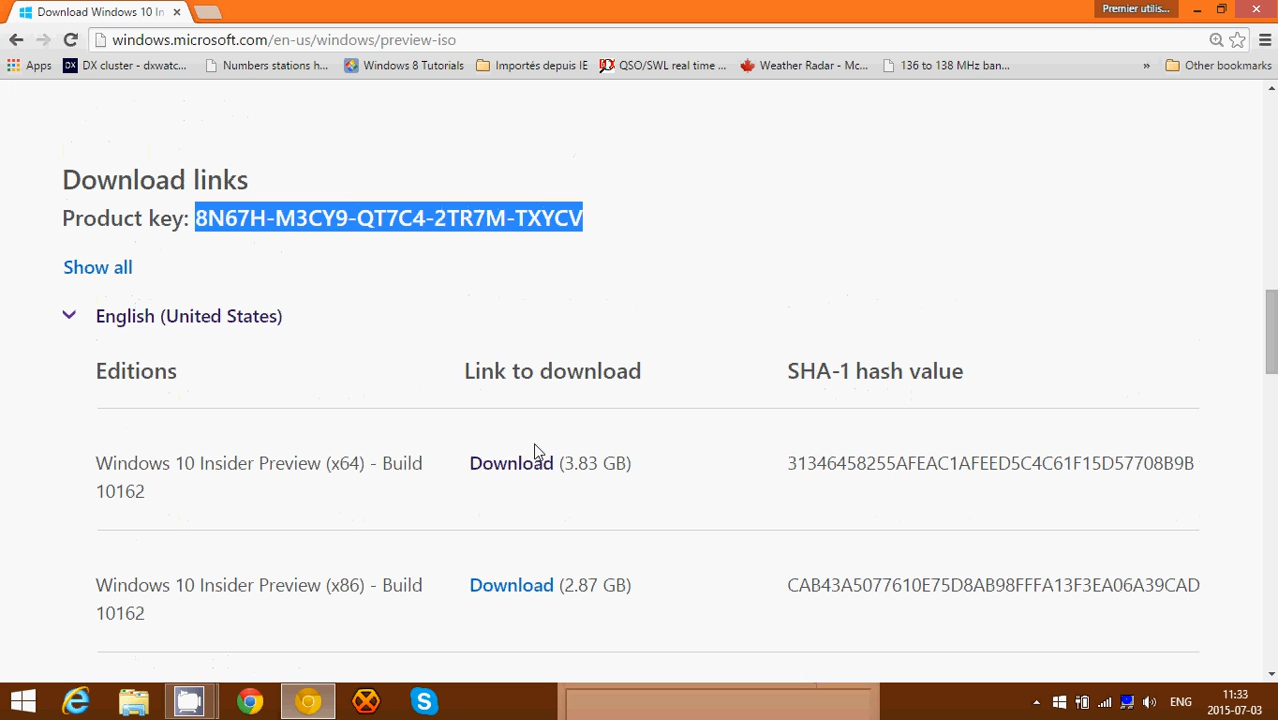 Download Windows 10 In
Premier utilis...
windows.microsoft.com/en-us/windows/preview-iso
Apps
DX cluster - dxwatc...
Numbers stations h...
Windows 8 Tutorials
Importés depuis IE
QSO/SWL real time ...
Weather Radar - Mc...
136 to 138 MHz ban...
»
Other bookmarks
Download links
Product key: 8N67H-M3CY9-QT7C4-2TR7M-TXYCV
Show all
English (United States)
Editions
Link to download
SHA-1 hash value
Windows 10 Insider Preview (x64) - Build
10162
Download (3.83 GB)
31346458255AFEAC1AFEED5C4C61F15D57708B9B
Windows 10 Insider Preview (x86) - Build
10162
Download (2.87 GB)
CAB43A5077610E75D8AB98FFFA13F3EA06A39CAD
ENG
11:33
2015-07-03